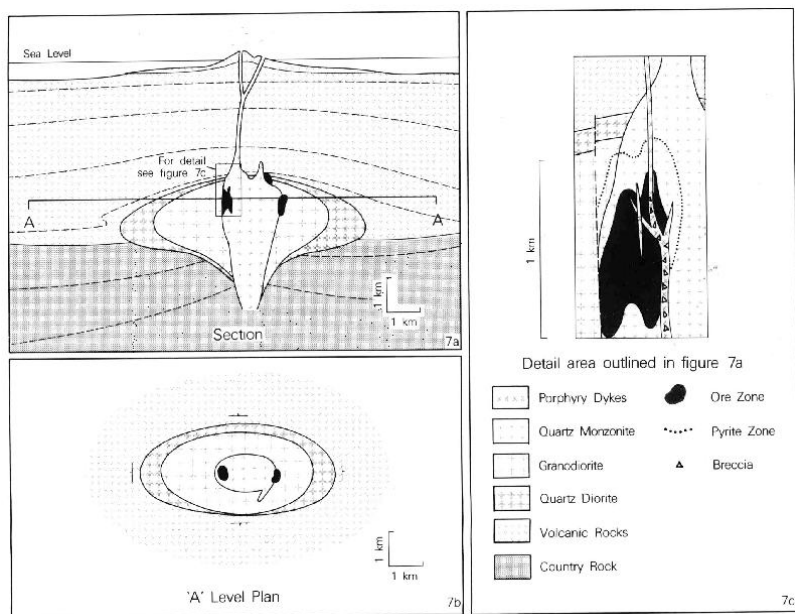 Sea Level
For detail
see figure 7c
A
A
1 km
1 km
Section
7a
1 km
1 km
'A' Level Plan
7b
1 km
Detail area outlined in figure 7a
Porphyry Dykes
Ore Zone
Quartz Monzonite
Pyrite Zone
Granodiorite
Breccia
Quartz Diorite
Volcanic Rocks
Country Rock
7c